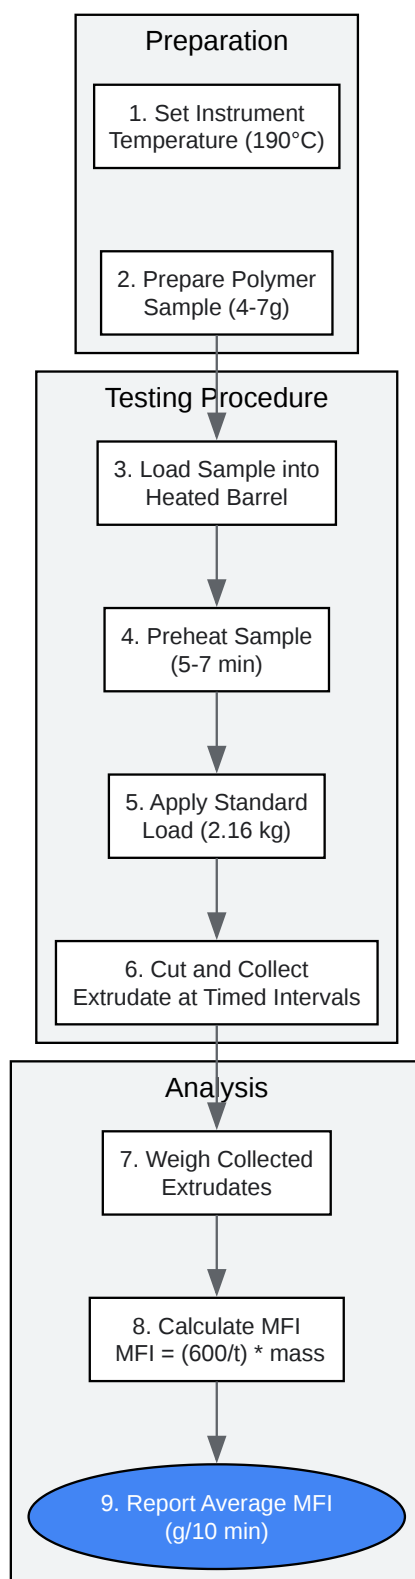 Preparation
1. Set Instrument
Temperature (190°C)
2. Prepare Polymer
Sample (4-7g)
Testing Procedure
3. Load Sample into
Heated Barrel
4. Preheat Sample
(5-7 min)
5. Apply Standard
Load (2.16 kg)
6. Cut and Collect
Extrudate at Timed Intervals
Analysis
7. Weigh Collected
Extrudates
8. Calculate MFI
MFI = (600/t) * mass
9. Report Average MFI
(g/10 min)